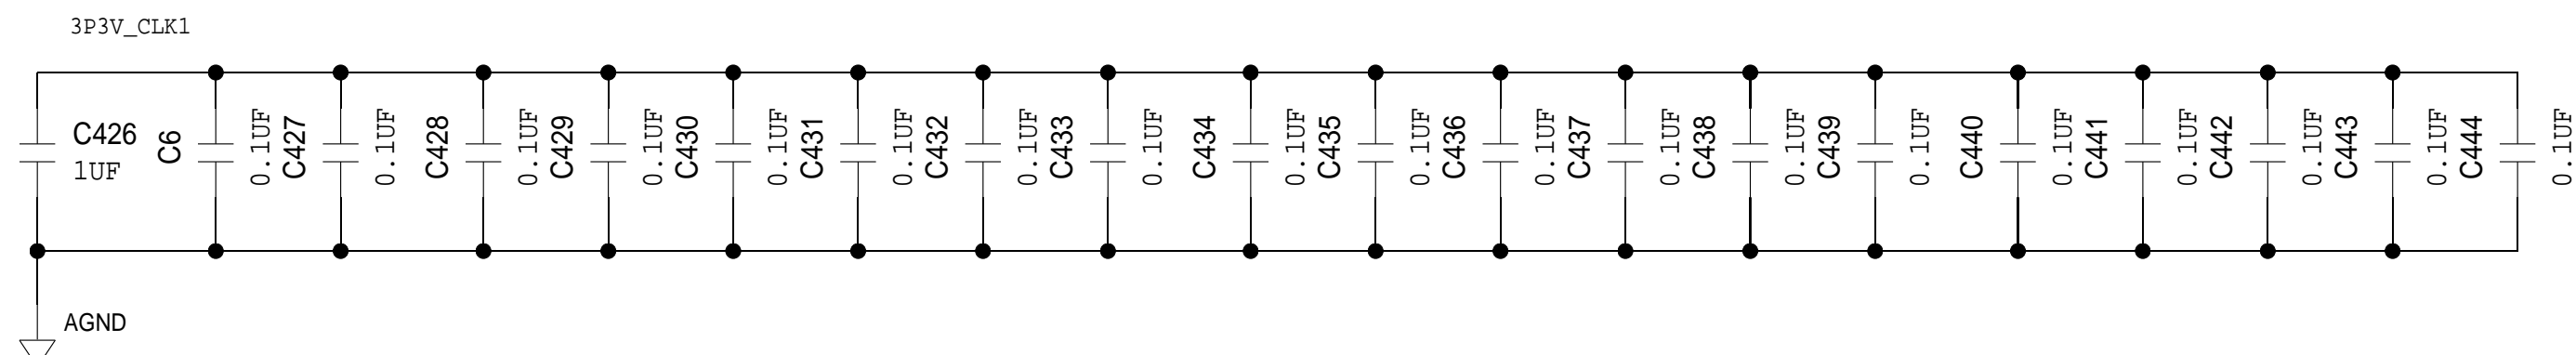 3P3V_CLK1
C426
1UF
C6
0.1UF
C427
0.1UF
C428
0.1UF
C429
0.1UF
C430
0.1UF
C431
0.1UF
C432
0.1UF
C433
0.1UF
C434
0.1UF
C435
0.1UF
C436
0.1UF
C437
0.1UF
C438
0.1UF
C439
0.1UF
C440
0.1UF
C441
0.1UF
C442
0.1UF
C443
0.1UF
C444
0.1UF
AGND